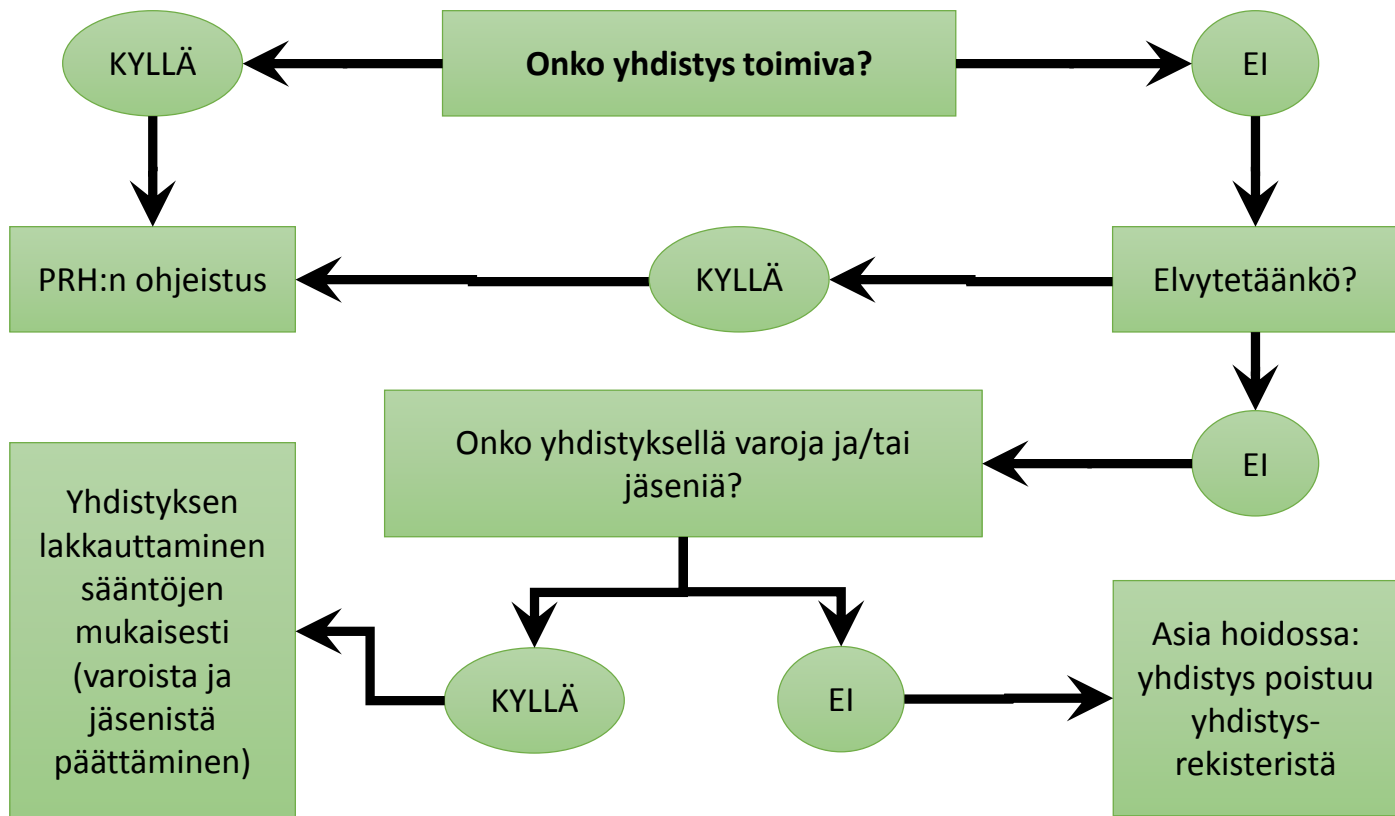 KYLLÄ
Onko yhdistys toimiva?
EI
PRH:n ohjeistus
KYLLÄ
Elvytetäänkö?
Onko yhdistyksellä varoja ja/tai
jäseniä?
EI
Yhdistyksen
lakkauttaminen
sääntöjen
mukaisesti
(varoista ja
jäsenistä
päättäminen)
KYLLÄ
EI
Asia hoidossa:
yhdistys poistuu
yhdistys-
rekisteristä